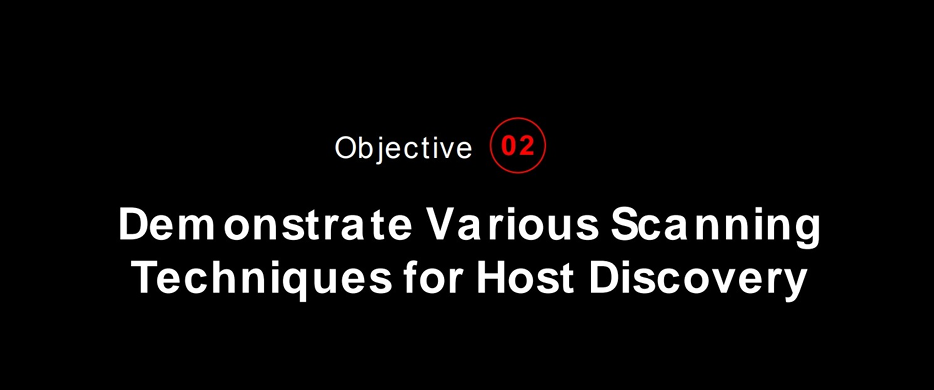 Objective 02
Demonstrate Various Scanning
Techniques for Host Discovery